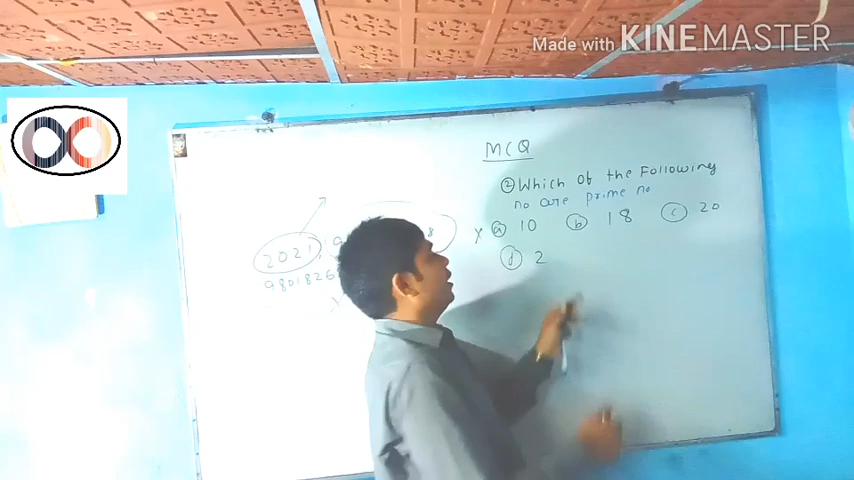 Made with KINEMASTER
MCQ
② Which of the Following
no are prime no
x ⓐ 10 ⓑ 18 ⓒ 20
ⓓ 2
2021,